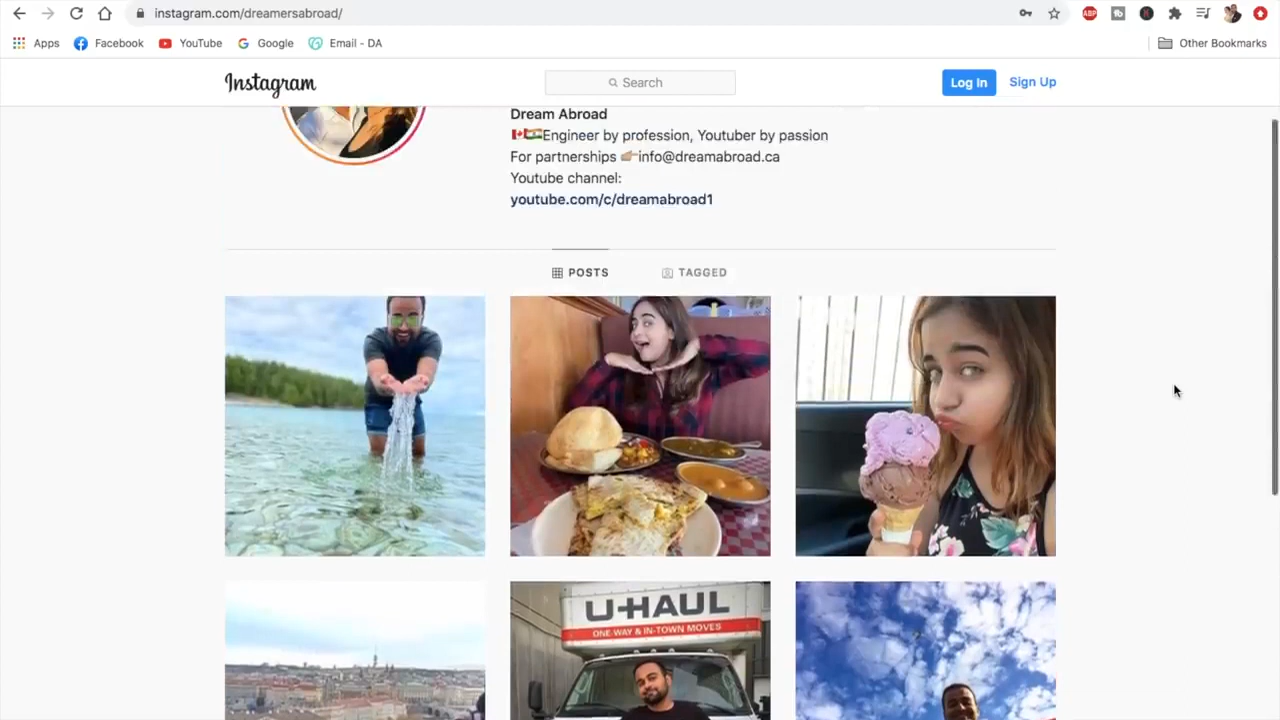 instagram.com/dreamersabroad/
Apps
Facebook
YouTube
Google
Email - DA
Other Bookmarks
Instagram
Search
Log In
Sign Up
Dream Abroad
🇨🇦🇮🇳Engineer by profession, Youtuber by passion
For partnerships 👉🏼info@dreamabroad.ca
Youtube channel:
youtube.com/c/dreamabroad1
POSTS
TAGGED
U-HAUL
ONE WAY & IN-TOWN MOVES
ABP